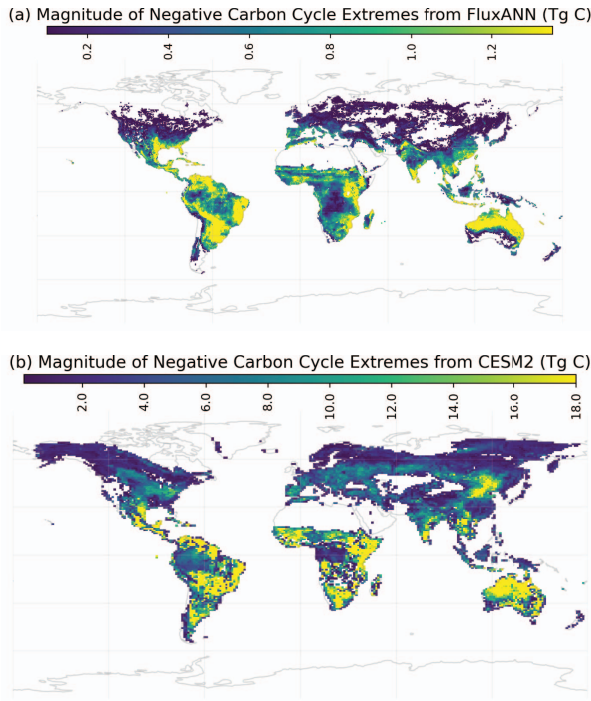 (a) Magnitude of Negative Carbon Cycle Extremes from FluxANN (Tg C)
0.2 0.4 0.6 0.8 1.0 1.2
(b) Magnitude of Negative Carbon Cycle Extremes from CESM2 (Tg C)
2.0 4.0 6.0 8.0 10.0 12.0 14.0 16.0 18.0